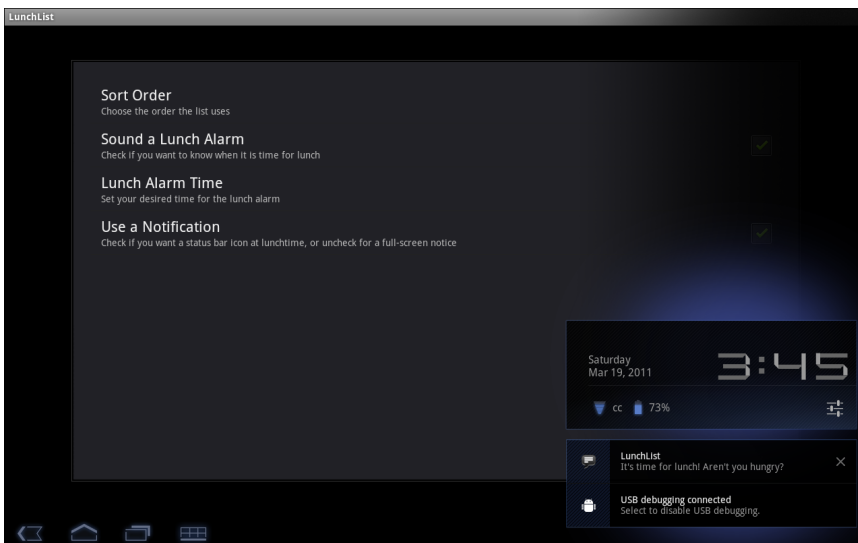 LunchList
Sort Order
Choose the order the list uses
Sound a Lunch Alarm
Check if you want to know when it is time for lunch
Lunch Alarm Time
Set your desired time for the lunch alarm
Use a Notification
Check if you want a status bar icon at lunchtime, or uncheck for a full-screen notice
Saturday
Mar 19, 2011
3:45
cc 73%
LunchList
It's time for lunch! Aren't you hungry?
USB debugging connected
Select to disable USB debugging.